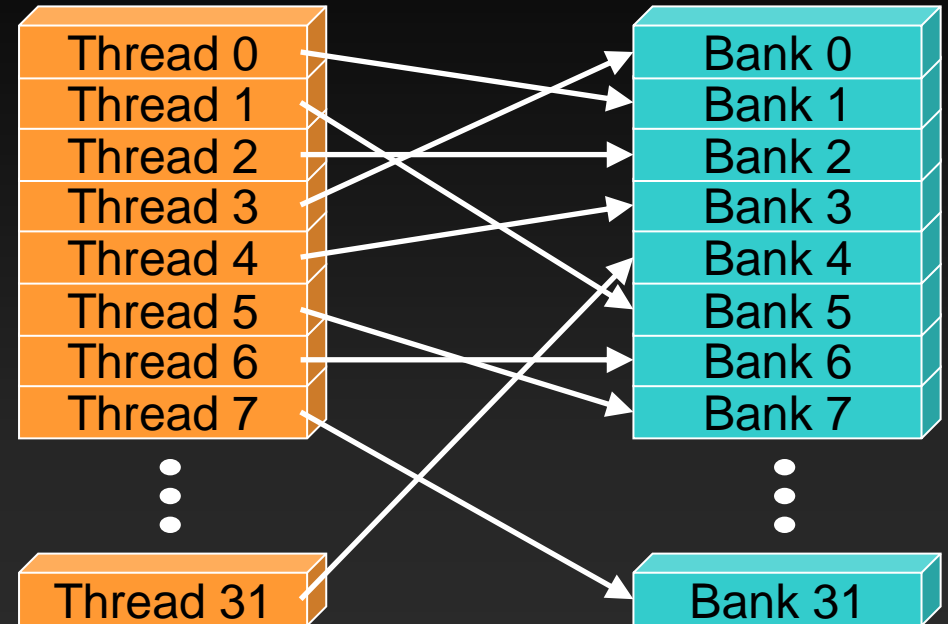 Thread 0
Thread 1
Thread 2
Thread 3
Thread 4
Thread 5
Thread 6
Thread 7
Thread 31
Bank 0
Bank 1
Bank 2
Bank 3
Bank 4
Bank 5
Bank 6
Bank 7
Bank 31